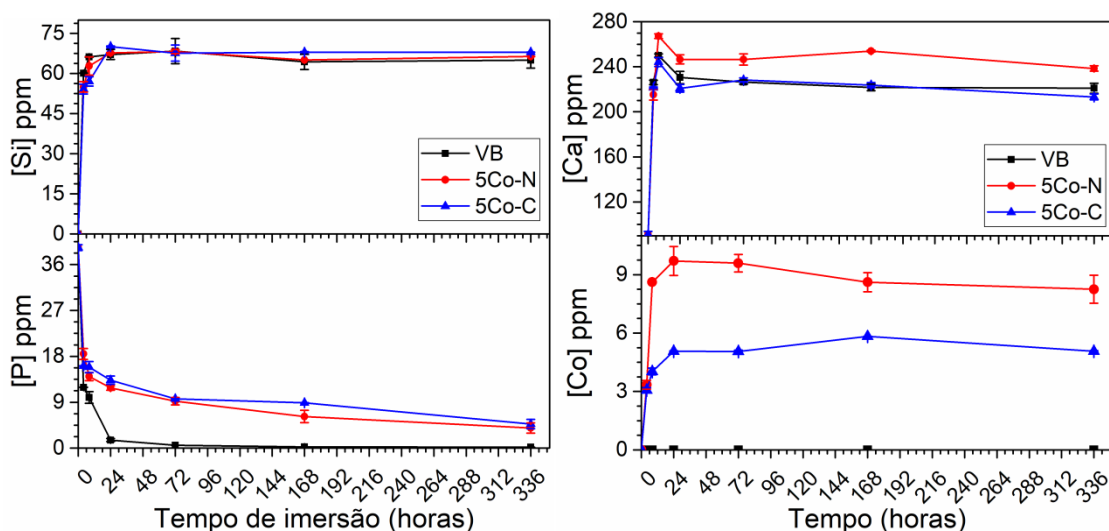 [Si] ppm
75
60
45
30
15
0
VB
5Co-N
5Co-C
[P] ppm
36
27
18
9
0
0 24 48 72 96 120 144 168 192 216 240 264 288 312 336
Tempo de imersão (horas)
[Ca] ppm
280
240
200
160
120
VB
5Co-N
5Co-C
[Co] ppm
9
6
3
0
0 24 48 72 96 120 144 168 192 216 240 264 288 312 336
Tempo (horas)